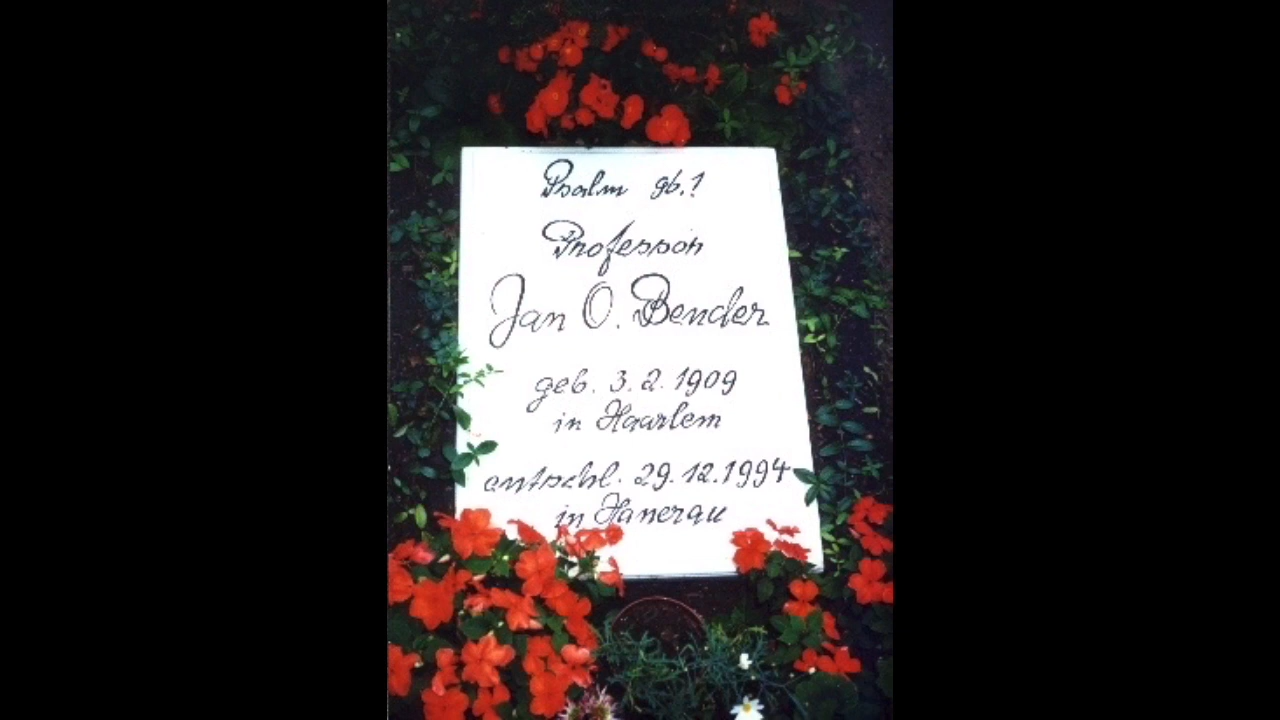 Psalm 96.1
Professor
Jan O. Bender
geb. 3.2.1909
in Haarlem
entschl. 29.12.1994
in Hanerau